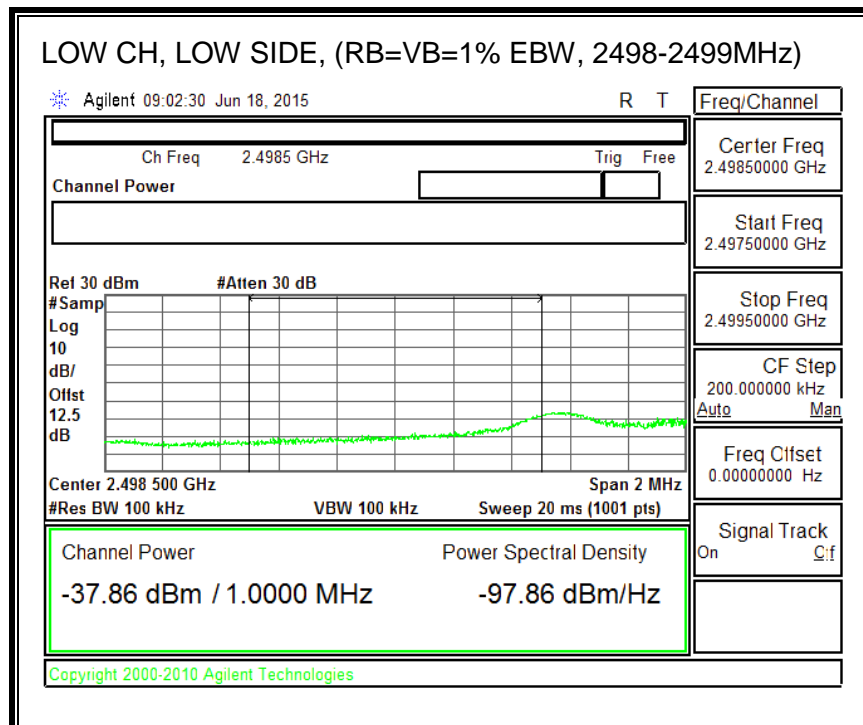 LOW CH, LOW SIDE, (RB=VB=1% EBW, 2498-2499MHz)
Agilent 09:02:30 Jun 18, 2015 R T
Freq/Channel
Ch Freq 2.4985 GHz Trig Free
Channel Power
Center Freq
2.49850000 GHz
Start Freq
2.49750000 GHz
Stop Freq
2.49950000 GHz
CF Step
200.000000 kHz
Auto Man
Freq Offset
0.00000000 Hz
Signal Track
On Off
Ref 30 dBm #Atten 30 dB
#Samp
Log
10
dB/
Offst
12.5
dB
Center 2.498 500 GHz Span 2 MHz
#Res BW 100 kHz VBW 100 kHz Sweep 20 ms (1001 pts)
Channel Power Power Spectral Density
-37.86 dBm / 1.0000 MHz -97.86 dBm/Hz
Copyright 2000-2010 Agilent Technologies